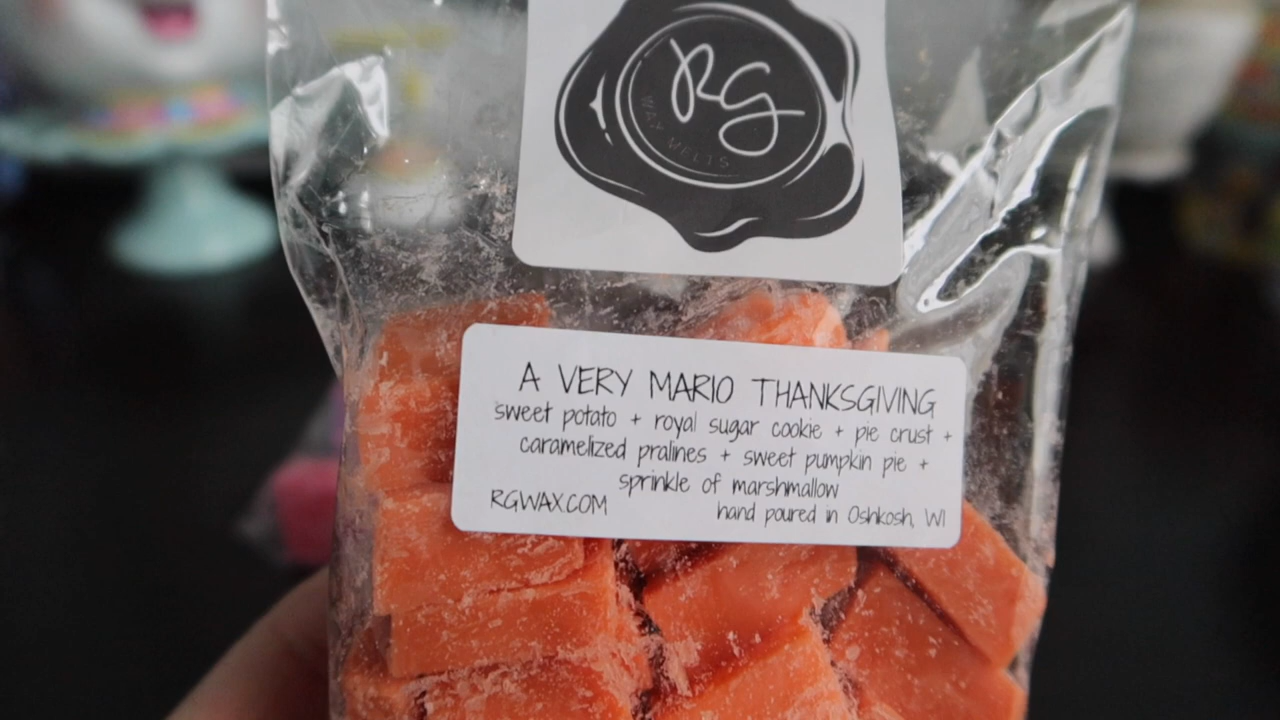 RG
WAX MELTS
A VERY MARIO THANKSGIVING
sweet potato + royal sugar cookie + pie crust +
caramelized pralines + sweet pumpkin pie +
sprinkle of marshmallow
RGWAX.COM hand poured in Oshkosh, WI